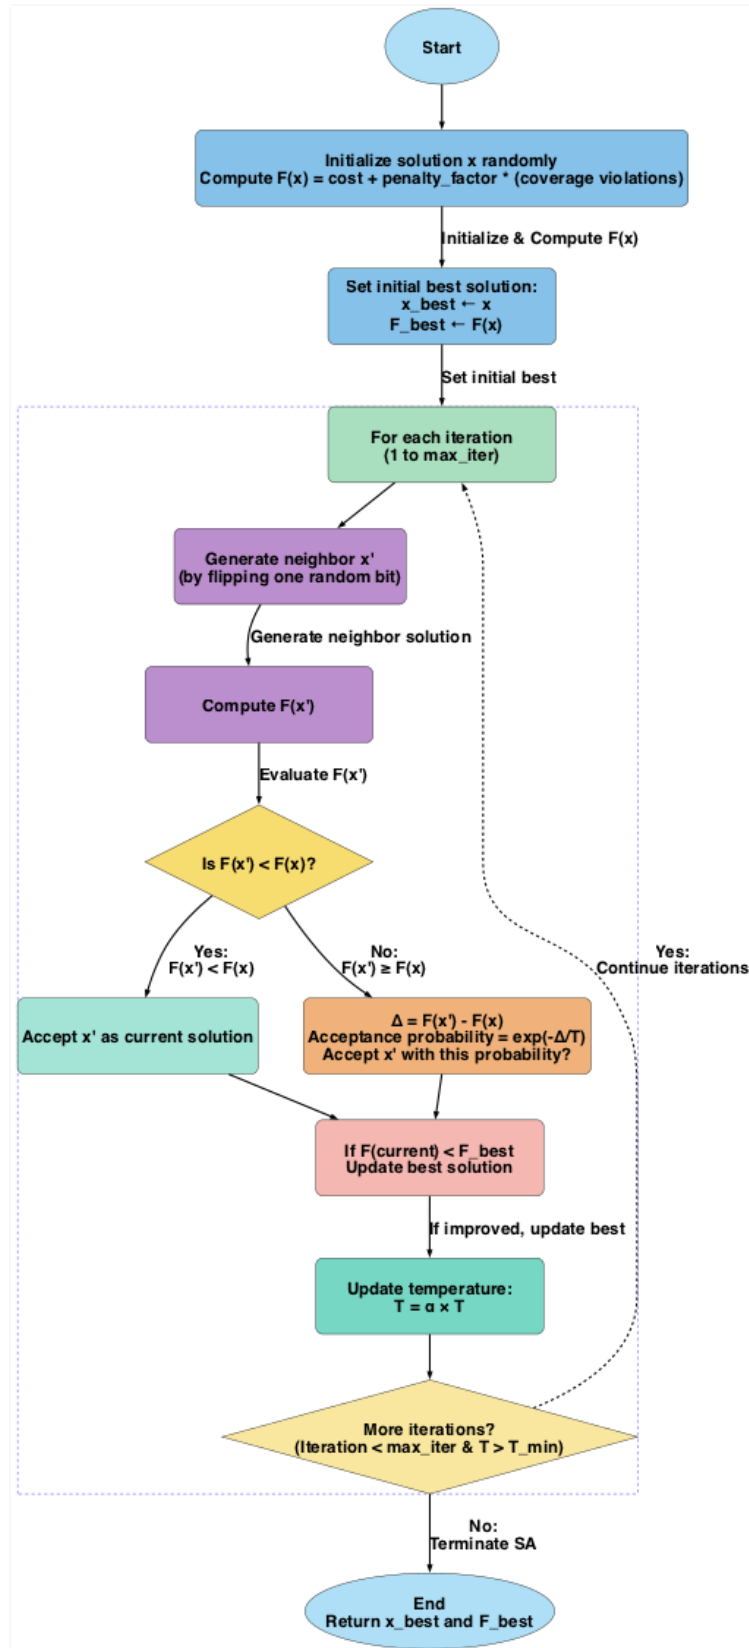 Start
Initialize solution x randomly
Compute F(x) = cost + penalty_factor * (coverage violations)
Initialize & Compute F(x)
Set initial best solution:
x_best ← x
F_best ← F(x)
Set initial best
For each iteration
(1 to max_iter)
Generate neighbor x'
(by flipping one random bit)
Generate neighbor solution
Compute F(x')
Evaluate F(x')
Is F(x') < F(x)?
Yes:
F(x') < F(x)
No:
F(x') ≥ F(x)
Yes:
Continue iterations
Accept x' as current solution
Δ = F(x') - F(x)
Acceptance probability = exp(-Δ/T)
Accept x' with this probability?
If F(current) < F_best
Update best solution
If improved, update best
Update temperature:
T = α × T
More iterations?
(Iteration < max_iter & T > T_min)
No:
Terminate SA
End
Return x_best and F_best